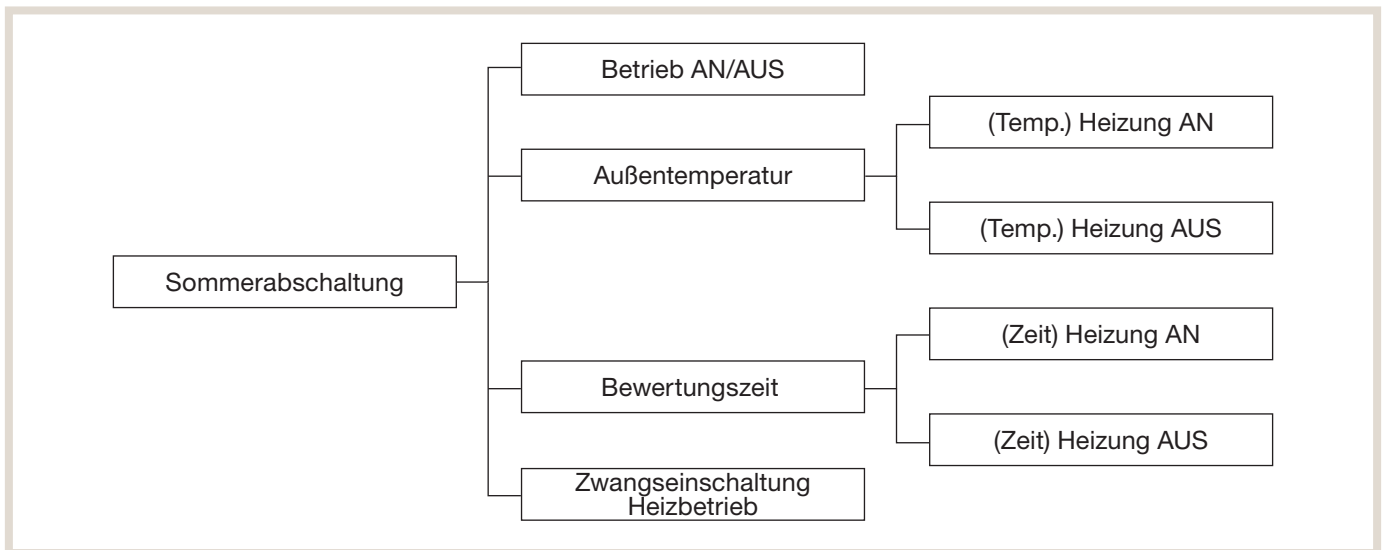 Betrieb AN/AUS
(Temp.) Heizung AN
Außentemperatur
(Temp.) Heizung AUS
Sommerabschaltung
(Zeit) Heizung AN
Bewertungszeit
(Zeit) Heizung AUS
Zwangseinschaltung
Heizbetrieb